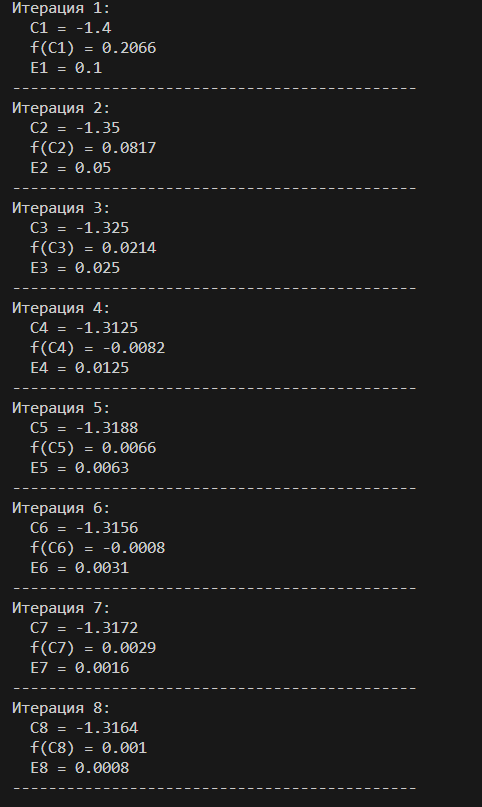 Итерация 1:
C1 = -1.4
f(C1) = 0.2066
E1 = 0.1
---------------------------------------------
Итерация 2:
C2 = -1.35
f(C2) = 0.0817
E2 = 0.05
---------------------------------------------
Итерация 3:
C3 = -1.325
f(C3) = 0.0214
E3 = 0.025
---------------------------------------------
Итерация 4:
C4 = -1.3125
f(C4) = -0.0082
E4 = 0.0125
---------------------------------------------
Итерация 5:
C5 = -1.3188
f(C5) = 0.0066
E5 = 0.0063
---------------------------------------------
Итерация 6:
C6 = -1.3156
f(C6) = -0.0008
E6 = 0.0031
---------------------------------------------
Итерация 7:
C7 = -1.3172
f(C7) = 0.0029
E7 = 0.0016
---------------------------------------------
Итерация 8:
C8 = -1.3164
f(C8) = 0.001
E8 = 0.0008
---------------------------------------------